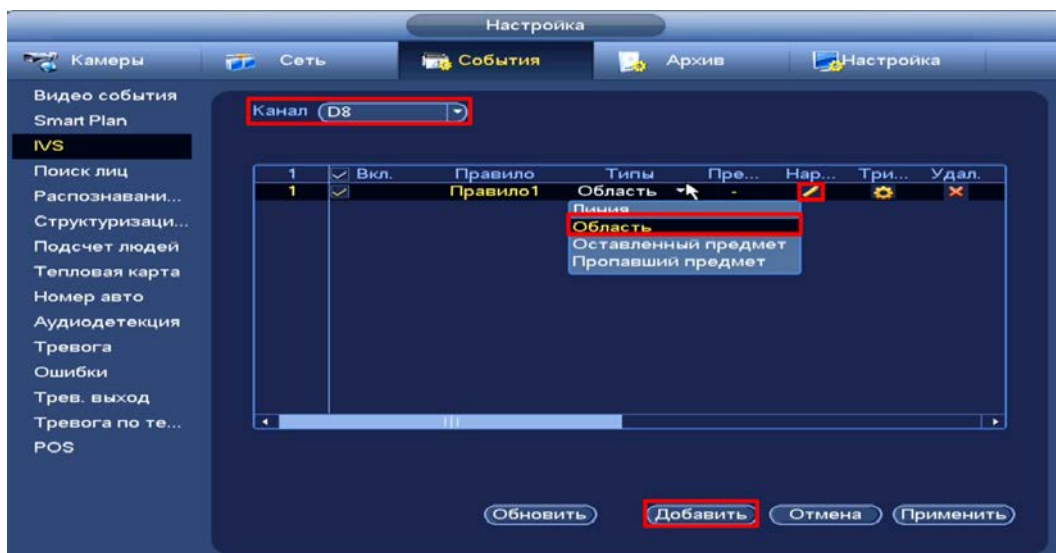 Настройка
Камеры Сеть События Архив Настройка
Видео события
Smart Plan
IVS
Поиск лиц
Распознавани...
Структуризаци...
Подсчет людей
Тепловая карта
Номер авто
Аудиодетекция
Тревога
Ошибки
Трев. выход
Тревога по те...
POS
Канал D8
1 Вкл. Правило Типы Пре... Нар... Три... Удал.
1 Правило1 Область -
Линия
Область
Оставленный предмет
Пропавший предмет
Обновить Добавить Отмена Применить